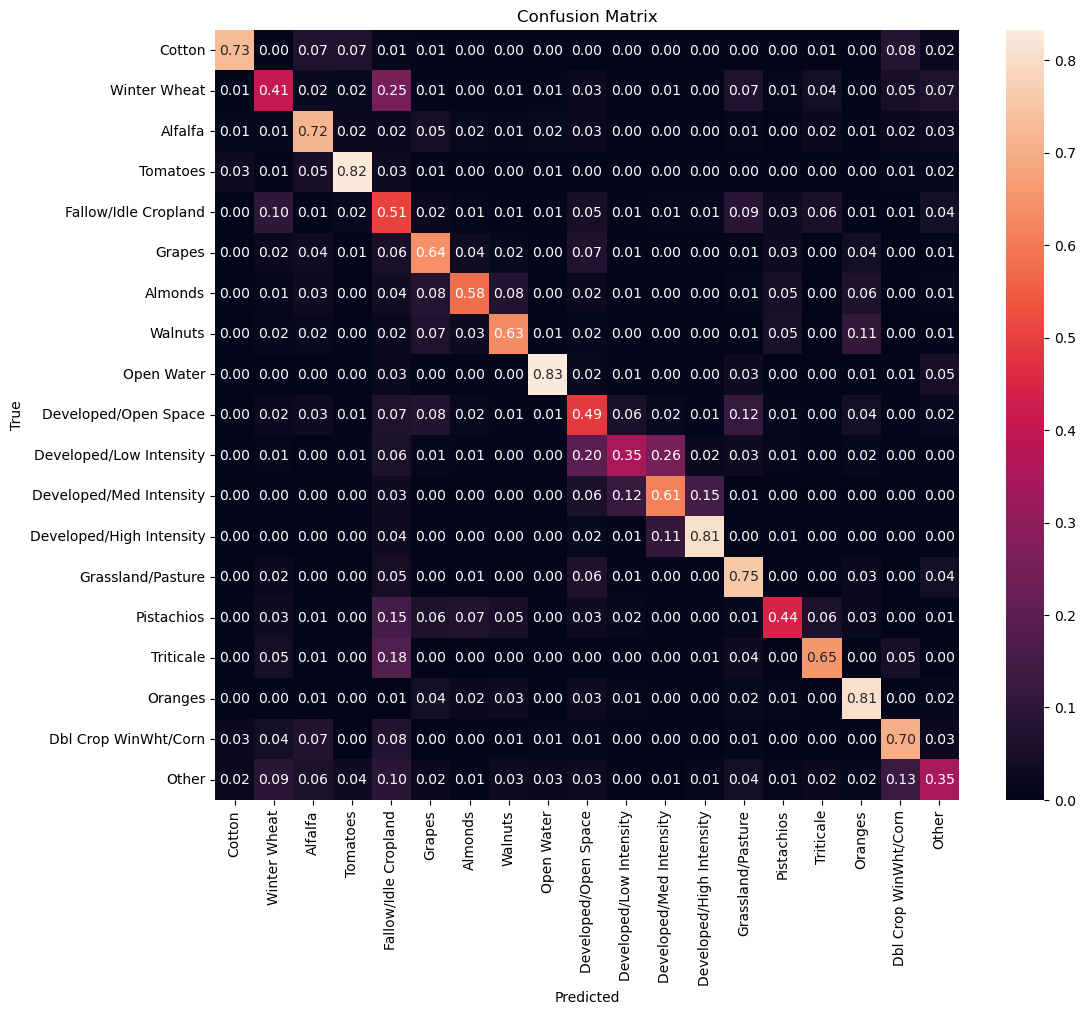 Confusion Matrix
Cotton 0.73 0.00 0.07 0.07 0.01 0.01 0.00 0.00 0.00 0.00 0.00 0.00 0.00 0.00 0.00 0.01 0.00 0.08 0.02
Winter Wheat 0.01 0.41 0.02 0.02 0.25 0.01 0.00 0.01 0.01 0.03 0.00 0.01 0.00 0.07 0.01 0.04 0.00 0.05 0.07
Alfalfa 0.01 0.01 0.72 0.02 0.02 0.05 0.02 0.01 0.02 0.03 0.00 0.00 0.00 0.01 0.00 0.02 0.01 0.02 0.03
Tomatoes 0.03 0.01 0.05 0.82 0.03 0.01 0.00 0.00 0.01 0.00 0.00 0.00 0.00 0.00 0.00 0.00 0.00 0.01 0.02
Fallow/Idle Cropland 0.00 0.10 0.01 0.02 0.51 0.02 0.01 0.01 0.01 0.05 0.01 0.01 0.01 0.09 0.03 0.06 0.01 0.01 0.04
Grapes 0.00 0.02 0.04 0.01 0.06 0.64 0.04 0.02 0.00 0.07 0.01 0.00 0.00 0.01 0.03 0.00 0.04 0.00 0.01
Almonds 0.00 0.01 0.03 0.00 0.04 0.08 0.58 0.08 0.00 0.02 0.01 0.00 0.00 0.01 0.05 0.00 0.06 0.00 0.01
Walnuts 0.00 0.02 0.02 0.00 0.02 0.07 0.03 0.63 0.01 0.02 0.00 0.00 0.00 0.01 0.05 0.00 0.11 0.00 0.01
Open Water 0.00 0.00 0.00 0.00 0.03 0.00 0.00 0.00 0.83 0.02 0.01 0.00 0.00 0.03 0.00 0.00 0.01 0.01 0.05
Developed/Open Space 0.00 0.02 0.03 0.01 0.07 0.08 0.02 0.01 0.01 0.49 0.06 0.02 0.01 0.12 0.01 0.00 0.04 0.00 0.02
Developed/Low Intensity 0.00 0.01 0.00 0.01 0.06 0.01 0.01 0.00 0.00 0.20 0.35 0.26 0.02 0.03 0.01 0.00 0.02 0.00 0.00
Developed/Med Intensity 0.00 0.00 0.00 0.00 0.03 0.00 0.00 0.00 0.00 0.06 0.12 0.61 0.15 0.01 0.00 0.00 0.00 0.00 0.00
Developed/High Intensity 0.00 0.00 0.00 0.00 0.04 0.00 0.00 0.00 0.00 0.02 0.01 0.11 0.81 0.00 0.01 0.00 0.00 0.00 0.00
Grassland/Pasture 0.00 0.02 0.00 0.00 0.05 0.00 0.01 0.00 0.00 0.06 0.01 0.00 0.00 0.75 0.00 0.00 0.03 0.00 0.04
Pistachios 0.00 0.03 0.01 0.00 0.15 0.06 0.07 0.05 0.00 0.03 0.02 0.00 0.00 0.01 0.44 0.06 0.03 0.00 0.01
Triticale 0.00 0.05 0.01 0.00 0.18 0.00 0.00 0.00 0.00 0.00 0.00 0.00 0.01 0.04 0.00 0.65 0.00 0.05 0.00
Oranges 0.00 0.00 0.01 0.00 0.01 0.04 0.02 0.03 0.00 0.03 0.01 0.00 0.00 0.02 0.01 0.00 0.81 0.00 0.02
Dbl Crop WinWht/Corn 0.03 0.04 0.07 0.00 0.08 0.00 0.00 0.01 0.01 0.01 0.00 0.00 0.00 0.01 0.00 0.00 0.00 0.70 0.03
Other 0.02 0.09 0.06 0.04 0.10 0.02 0.01 0.03 0.03 0.03 0.00 0.01 0.01 0.04 0.01 0.02 0.02 0.13 0.35
True
Cotton
Winter Wheat
Alfalfa
Tomatoes
Fallow/Idle Cropland
Grapes
Almonds
Walnuts
Open Water
Developed/Open Space
Developed/Low Intensity
Developed/Med Intensity
Developed/High Intensity
Grassland/Pasture
Pistachios
Triticale
Oranges
Dbl Crop WinWht/Corn
Other
Predicted
0.8
0.7
0.6
0.5
0.4
0.3
0.2
0.1
0.0